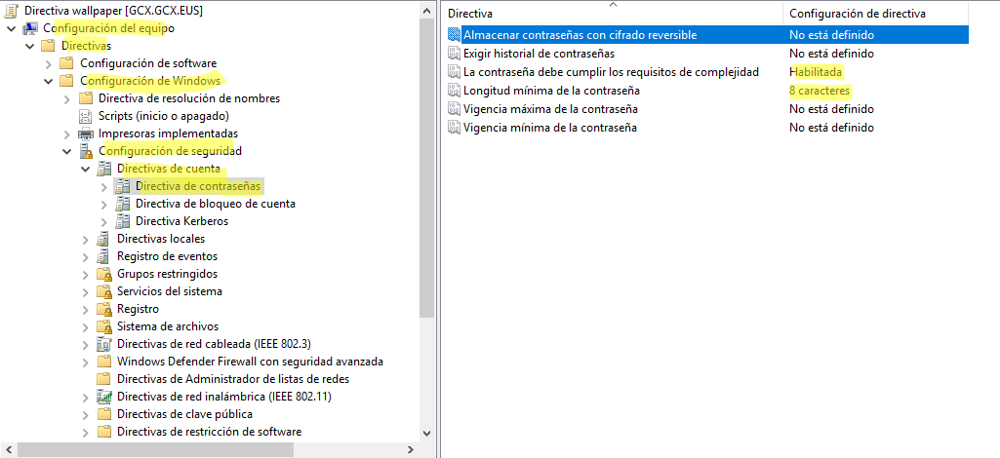 Directiva wallpaper [GCX.GCX.EUS]
Configuración del equipo
Directivas
Configuración de software
Configuración de Windows
Directiva de resolución de nombres
Scripts (inicio o apagado)
Impresoras implementadas
Configuración de seguridad
Directivas de cuenta
Directiva de contraseñas
Directiva de bloqueo de cuenta
Directiva Kerberos
Directivas locales
Registro de eventos
Grupos restringidos
Servicios del sistema
Registro
Sistema de archivos
Directivas de red cableada (IEEE 802.3)
Windows Defender Firewall con seguridad avanzada
Directivas de Administrador de listas de redes
Directivas de red inalámbrica (IEEE 802.11)
Directivas de clave pública
Directivas de restricción de software
Directiva Configuración de directiva
Almacenar contraseñas con cifrado reversible No está definido
Exigir historial de contraseñas No está definido
La contraseña debe cumplir los requisitos de complejidad Habilitada
Longitud mínima de la contraseña 8 caracteres
Vigencia máxima de la contraseña No está definido
Vigencia mínima de la contraseña No está definido